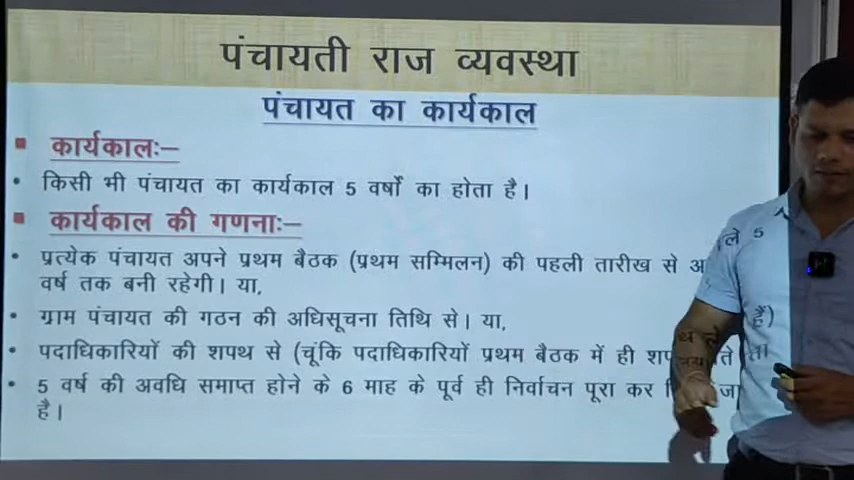 पंचायती राज व्यवस्था
पंचायत का कार्यकाल
कार्यकालः–
किसी भी पंचायत का कार्यकाल 5 वर्षों का होता है।
कार्यकाल की गणनाः–
प्रत्येक पंचायत अपने प्रथम बैठक (प्रथम सम्मिलन) की पहली तारीख से 5
वर्ष तक बनी रहेगी। या,
ग्राम पंचायत की गठन की अधिसूचना तिथि से। या,
पदाधिकारियों की शपथ से (चूंकि पदाधिकारियों प्रथम बैठक में ही हैं)
5 वर्ष की अवधि समाप्त होने के 6 माह के पूर्व ही निर्वाचन पूरा कर
है।